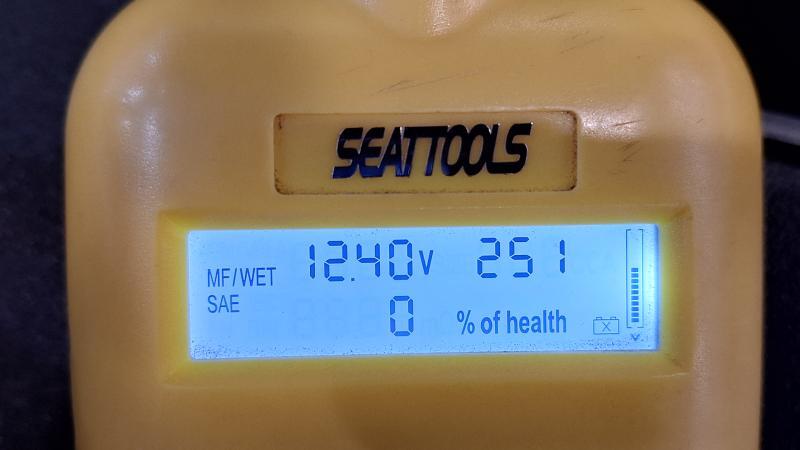 SEATTOOLS
MF/WET 12.40V 251
SAE 0 % of health